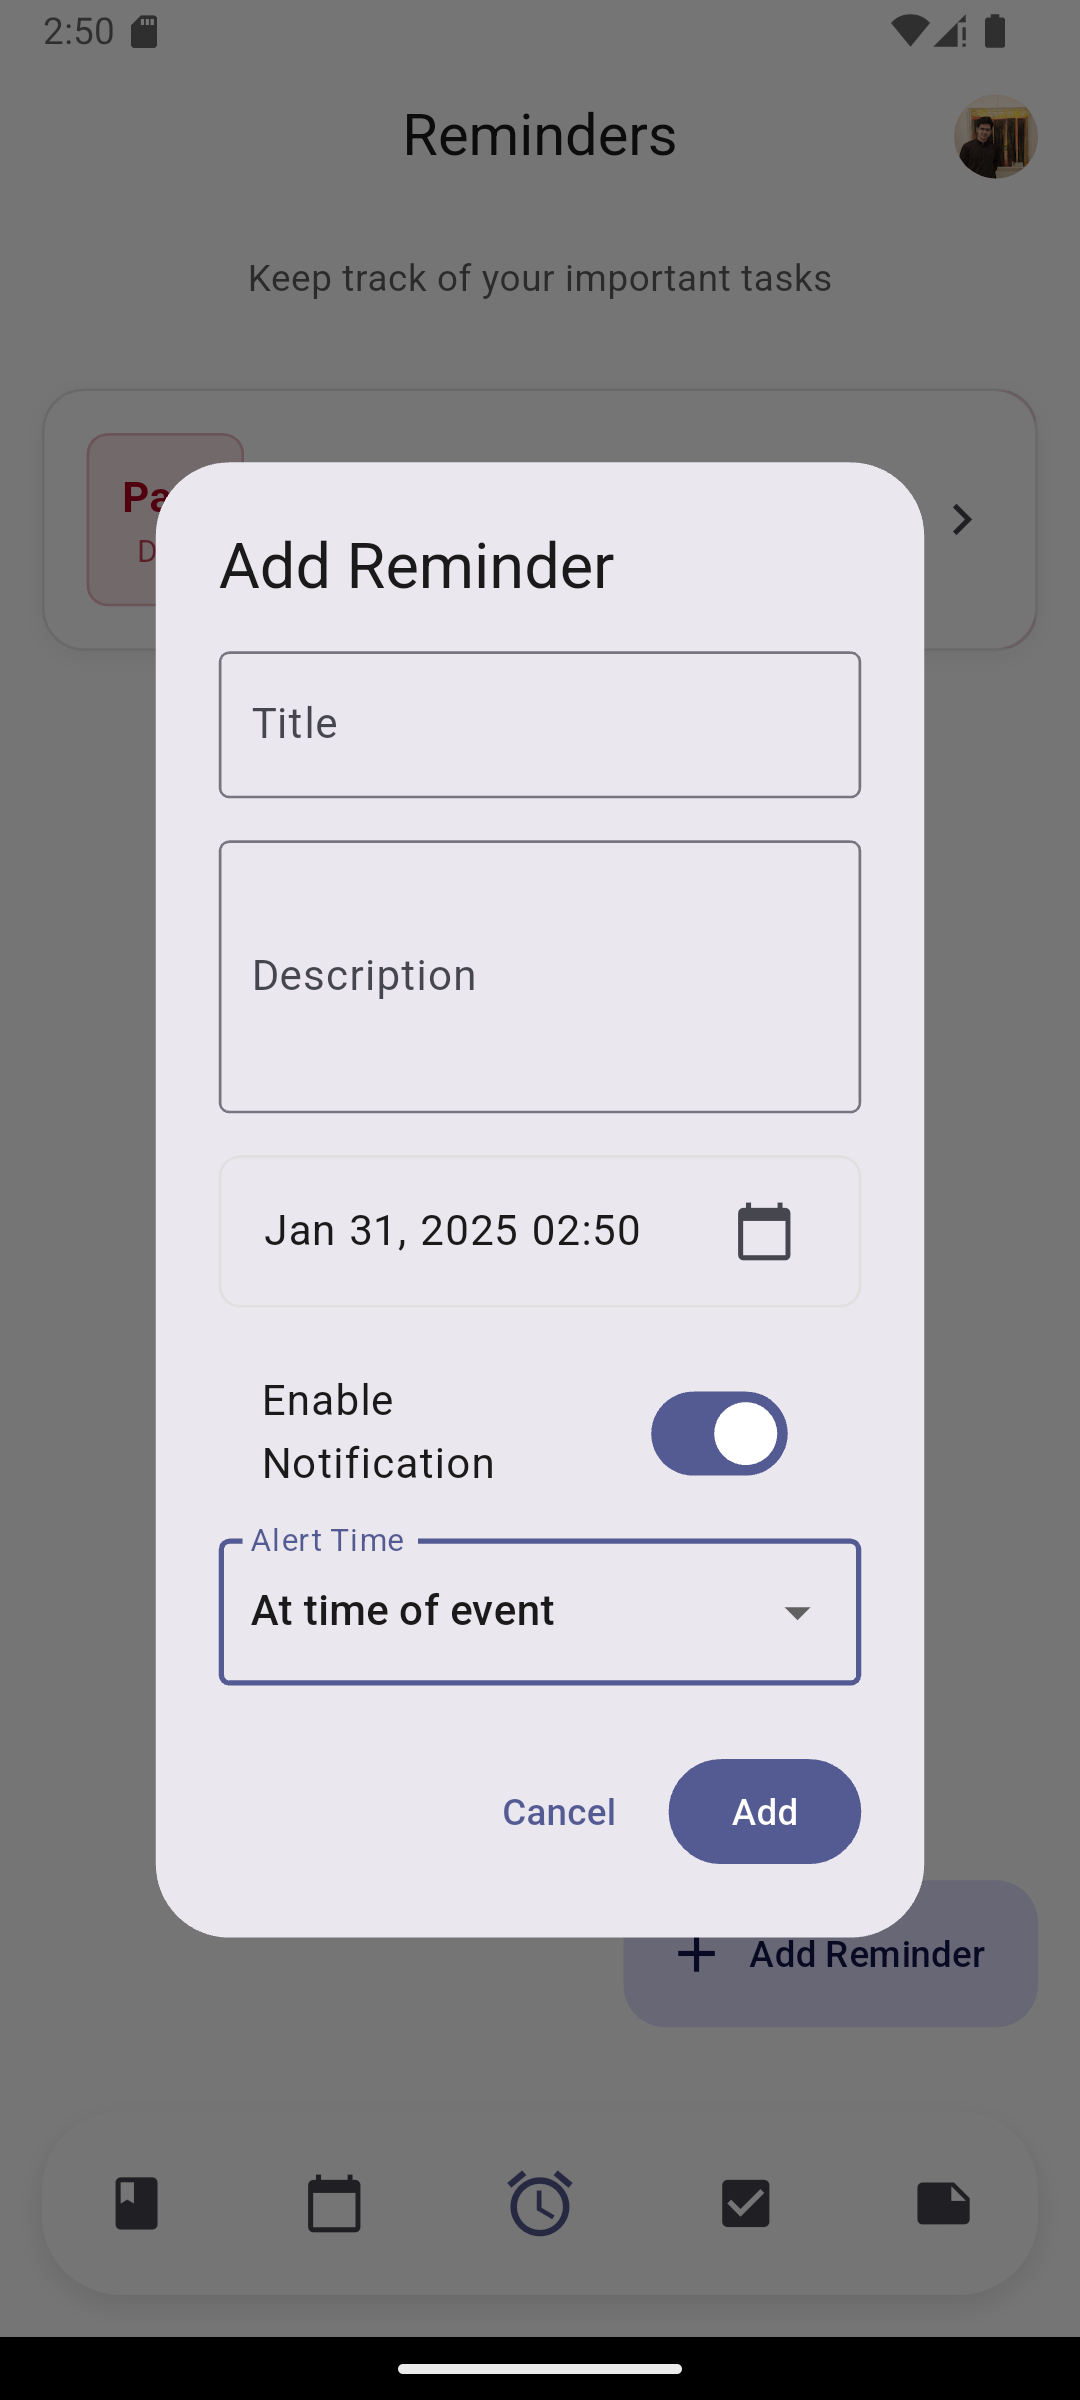 2:50
Reminders
Keep track of your important tasks
Add Reminder
Title
Description
Jan 31, 2025 02:50
Enable
Notification
Alert Time
At time of event
Cancel
Add
Add Reminder